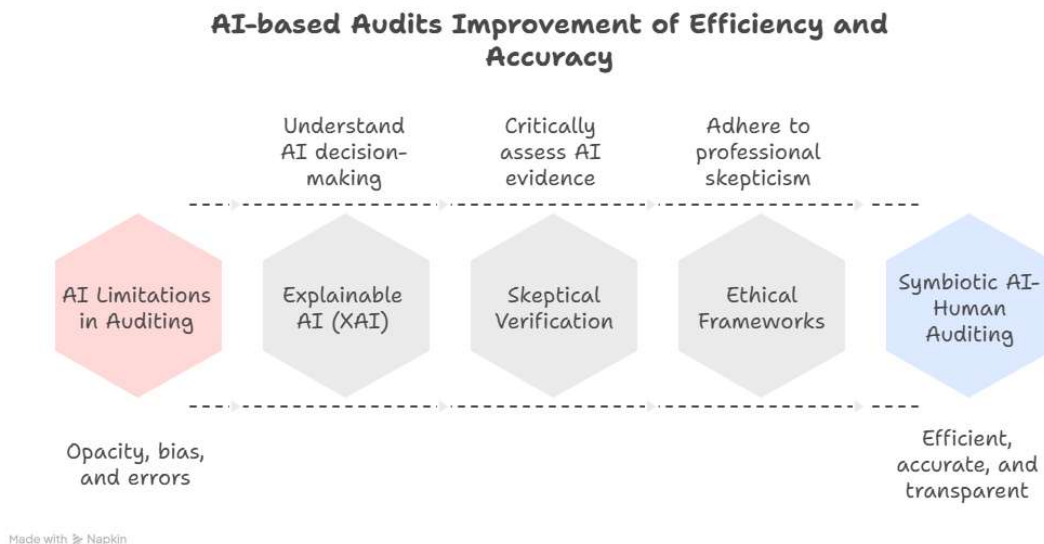 AI-based Audits Improvement of Efficiency and
Accuracy
Understand
AI decision-
making
Critically
assess AI
evidence
Adhere to
professional
skepticism
AI Limitations
in Auditing
Explainable
AI (XAI)
Skeptical
Verification
Ethical
Frameworks
Symbiotic AI-
Human
Auditing
Opacity, bias,
and errors
Efficient,
accurate, and
transparent
Made with Napkin